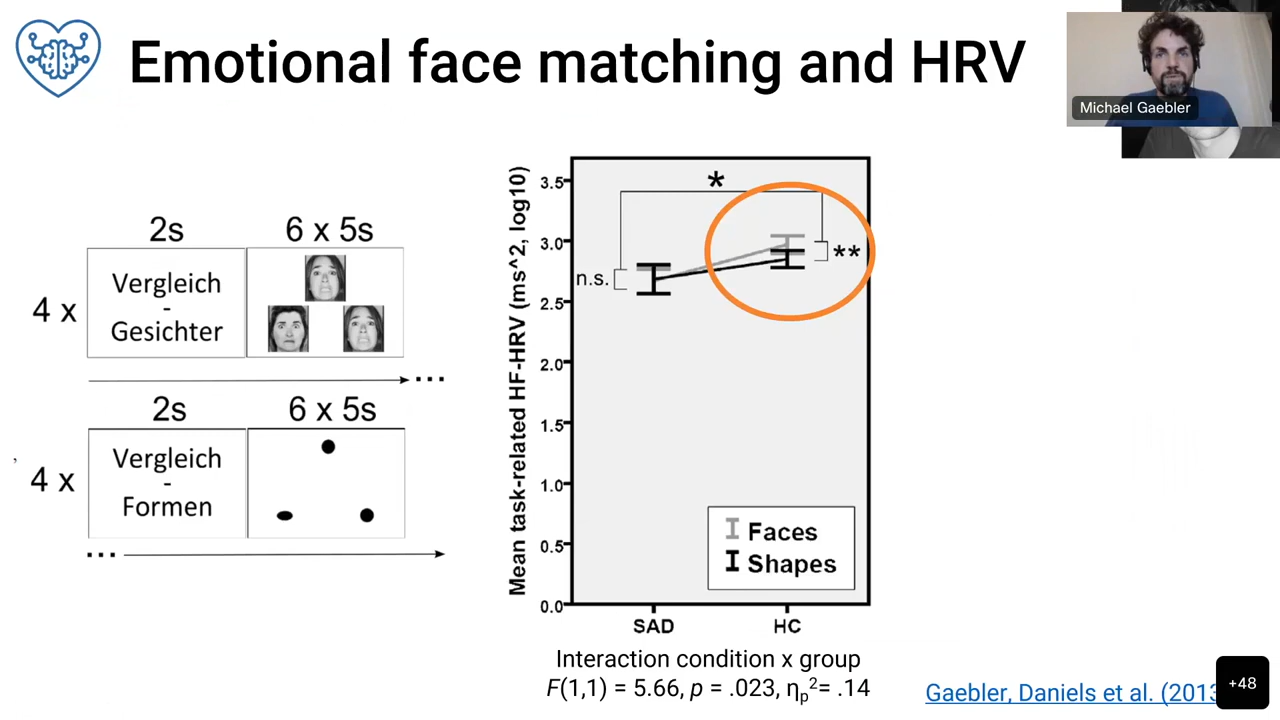 Emotional face matching and HRV
Michael Gaebler
2s
6 x 5s
4 x
Vergleich
-
Gesichter
...
2s
6 x 5s
4 x
Vergleich
-
Formen
...
Mean task-related HF-HRV (ms^2, log10)
3.5
3.0
2.5
2.0
1.5
1.0
0.5
0.0
*
n.s.
**
Faces
Shapes
SAD
HC
Interaction condition x group
F(1,1) = 5.66, p = .023, ηp²= .14
Gaebler, Daniels et al. (2013
+48